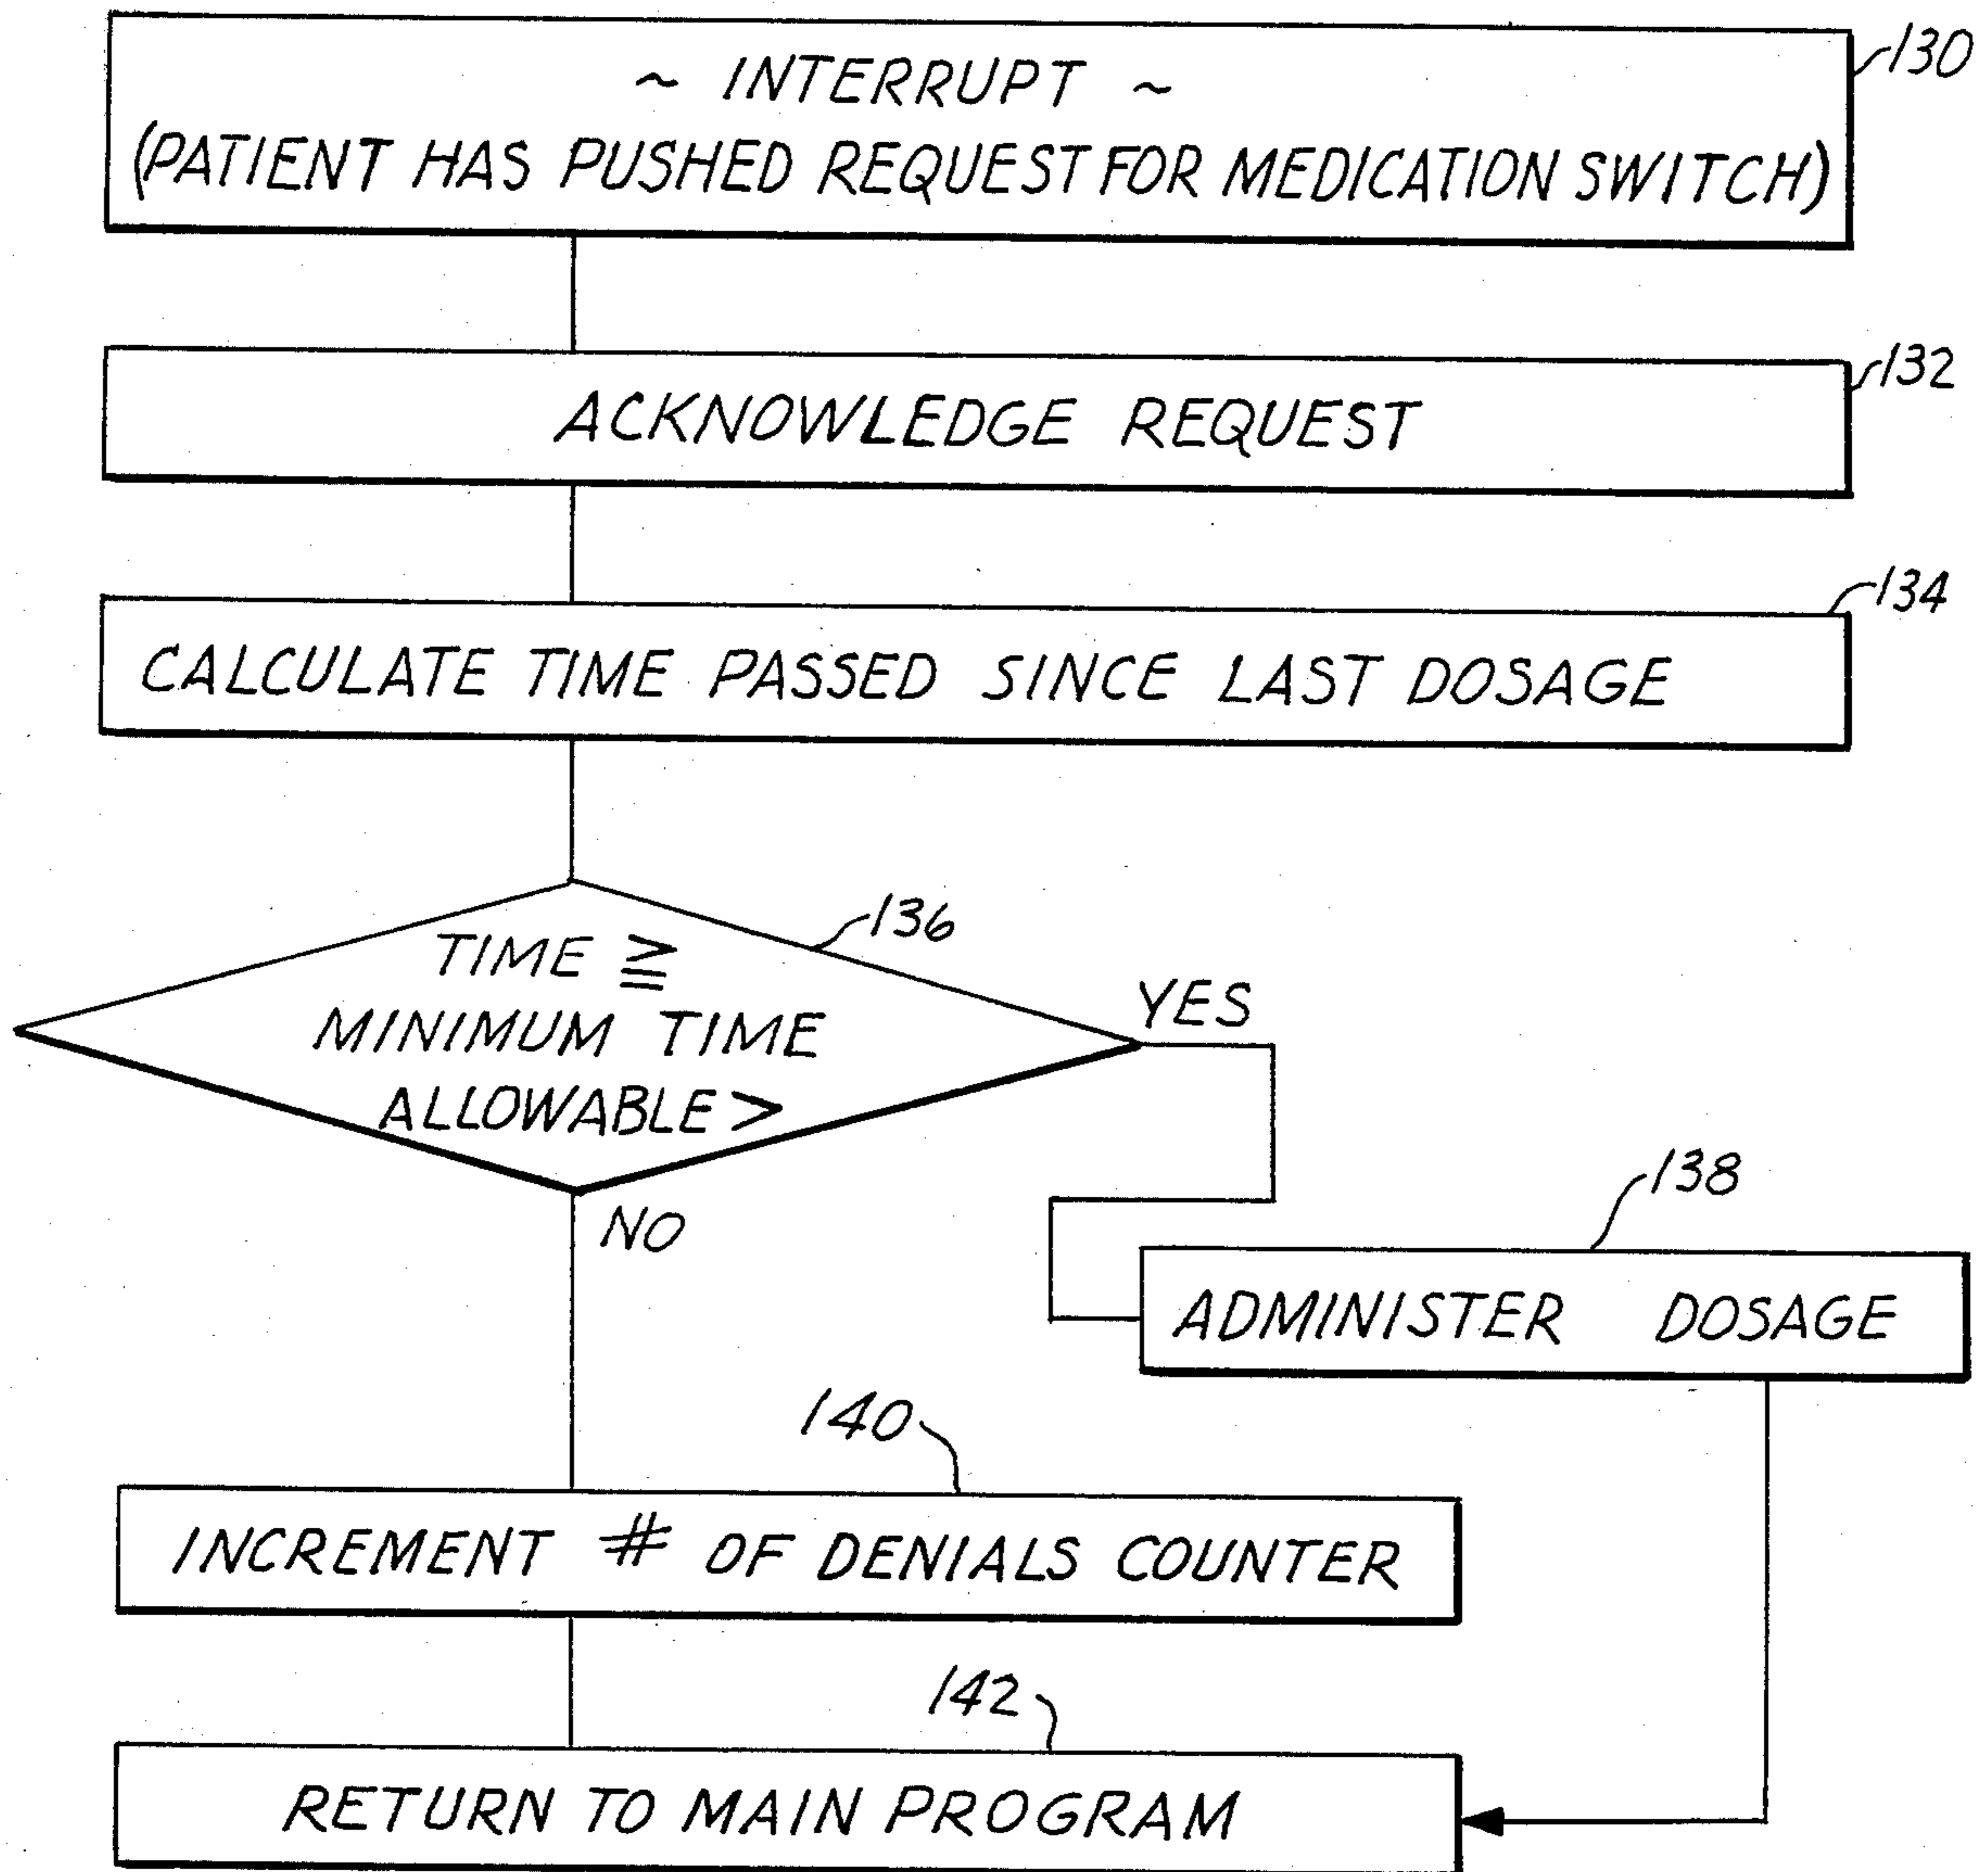 ~ INTERRUPT ~
(PATIENT HAS PUSHED REQUEST FOR MEDICATION SWITCH)
130
ACKNOWLEDGE REQUEST
132
CALCULATE TIME PASSED SINCE LAST DOSAGE
134
TIME ≧
MINIMUM TIME
ALLOWABLE >
136
YES
NO
138
ADMINISTER DOSAGE
140
INCREMENT # OF DENIALS COUNTER
142
RETURN TO MAIN PROGRAM